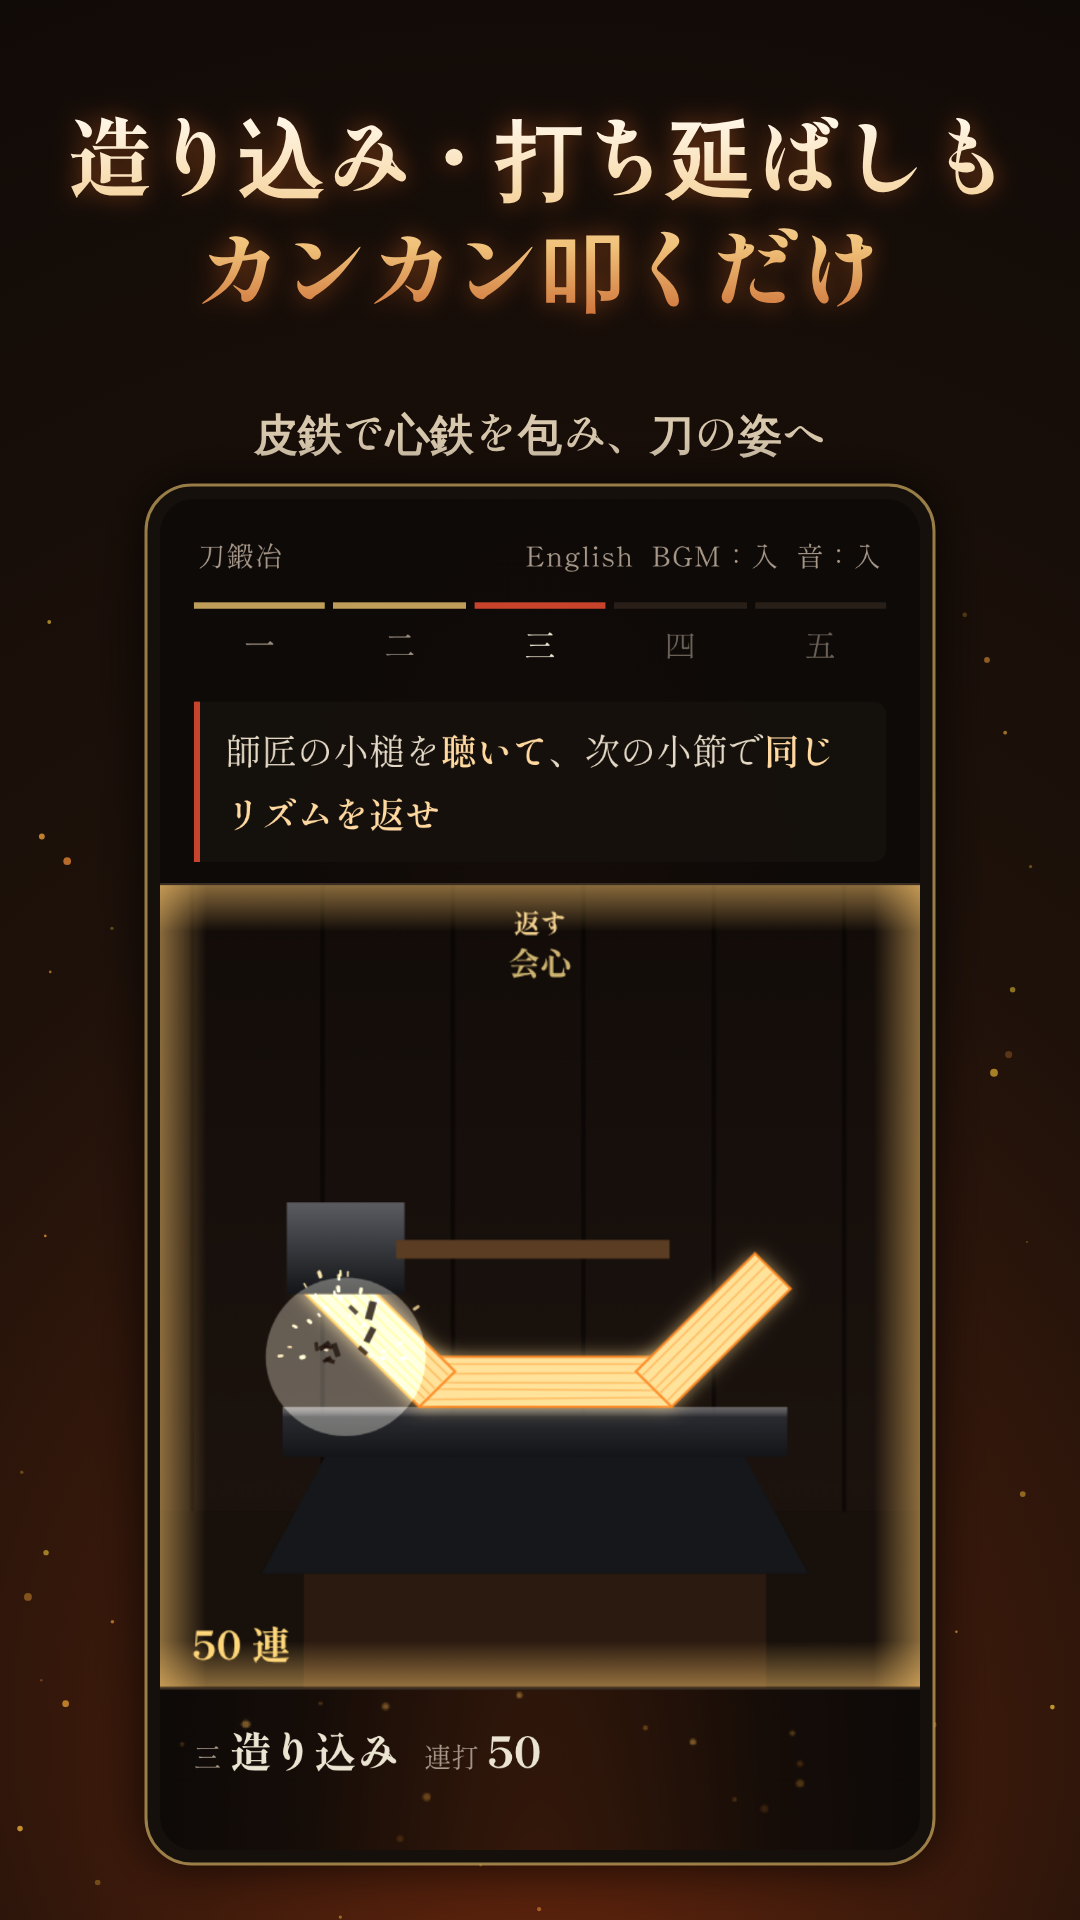 造り込み・打ち延ばしも
カンカン叩くだけ
皮鉄で心鉄を包み、刀の姿へ
刀鍛冶 English BGM：入 音：入
一 二 三 四 五
師匠の小槌を聴いて、次の小節で同じ
リズムを返せ
返す
会心
50 連
三 造り込み 連打 50